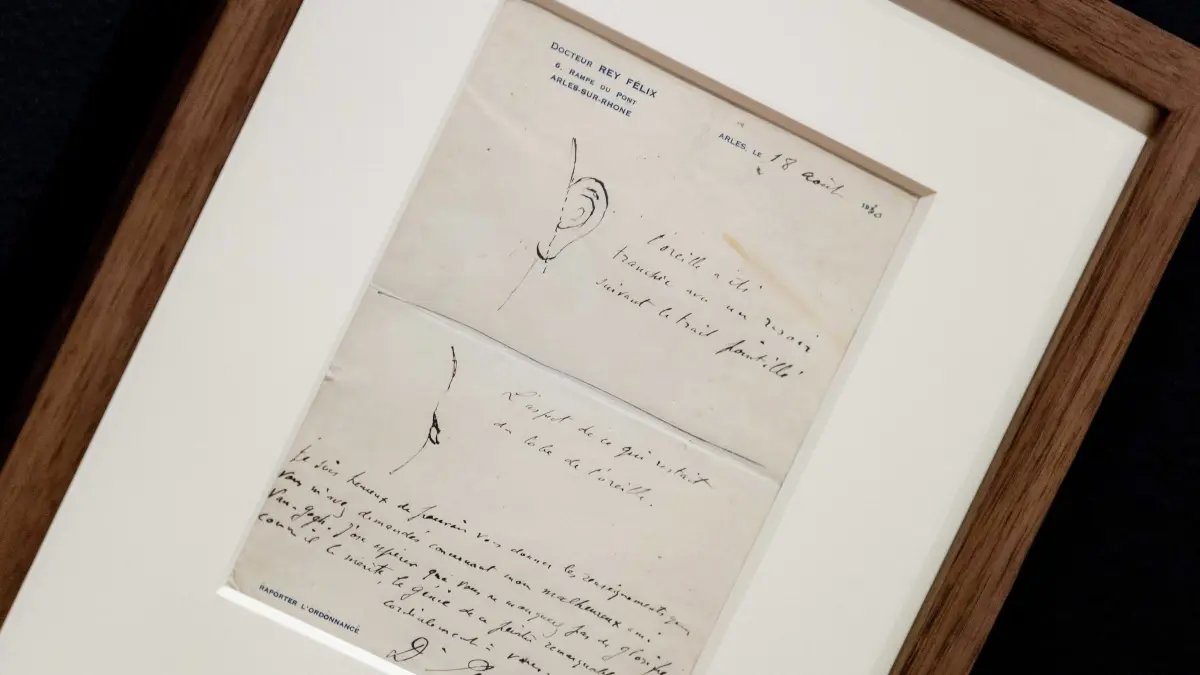 DOCTEUR REY FÉLIX
6, RAMPE DU PONT
ARLES-SUR-RHONE
ARLES, LE 18 août 1930
l'oreille a été
tranchée avec un rasoir
suivant le trait pointillé
L'aspect de ce qui restait
du lobe de l'oreille.
Je suis heureux de pouvoir vous donner les renseignements que
vous m'avez demandés concernant mon malheureux ami
Van-Gogh. J'ose espérer que vous ne manquerez pas de glorifier
comme il le mérite, le génie de ce peintre remarquable
Cordialement à vous
Dr
RAPORTER L'ORDONNANCE